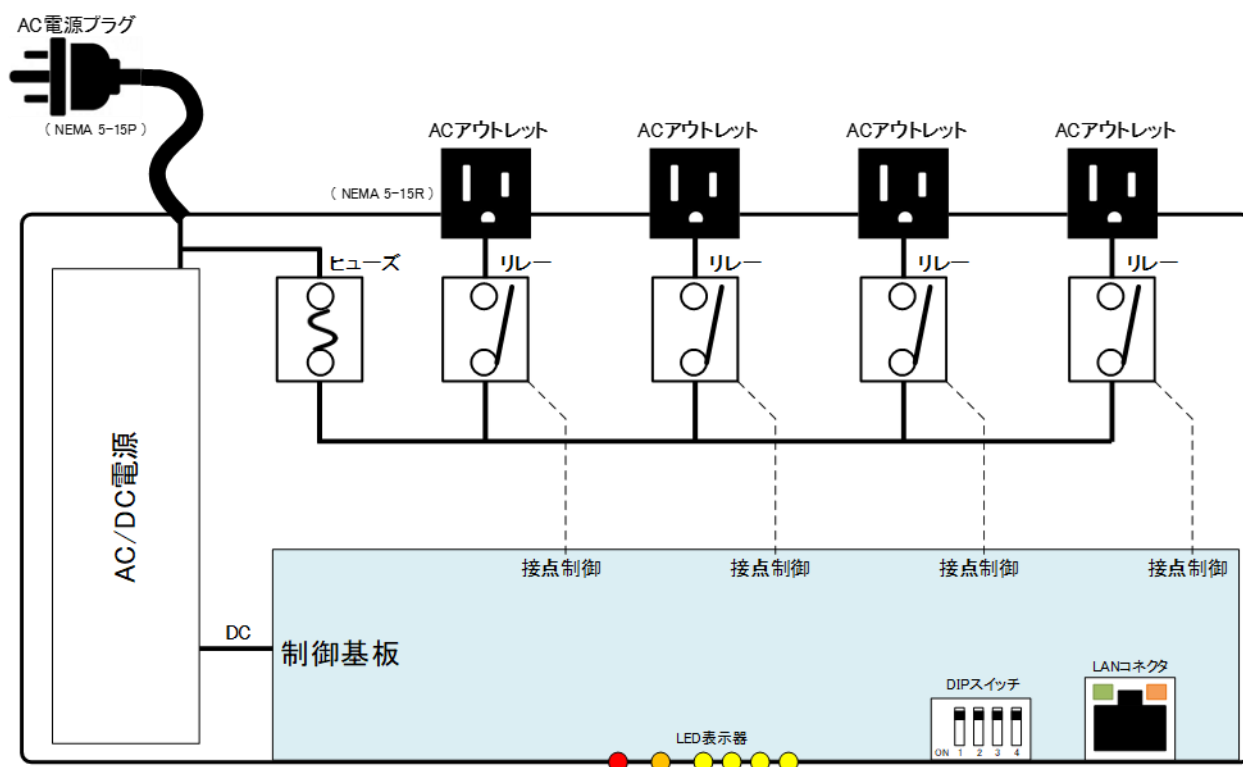 AC電源プラグ
( NEMA 5-15P )
ACアウトレット
ACアウトレット
ACアウトレット
ACアウトレット
( NEMA 5-15R )
ヒューズ
リレー
リレー
リレー
リレー
AC/DC電源
接点制御
接点制御
接点制御
接点制御
DC
制御基板
DIPスイッチ
LANコネクタ
ON 1 2 3 4
LED表示器